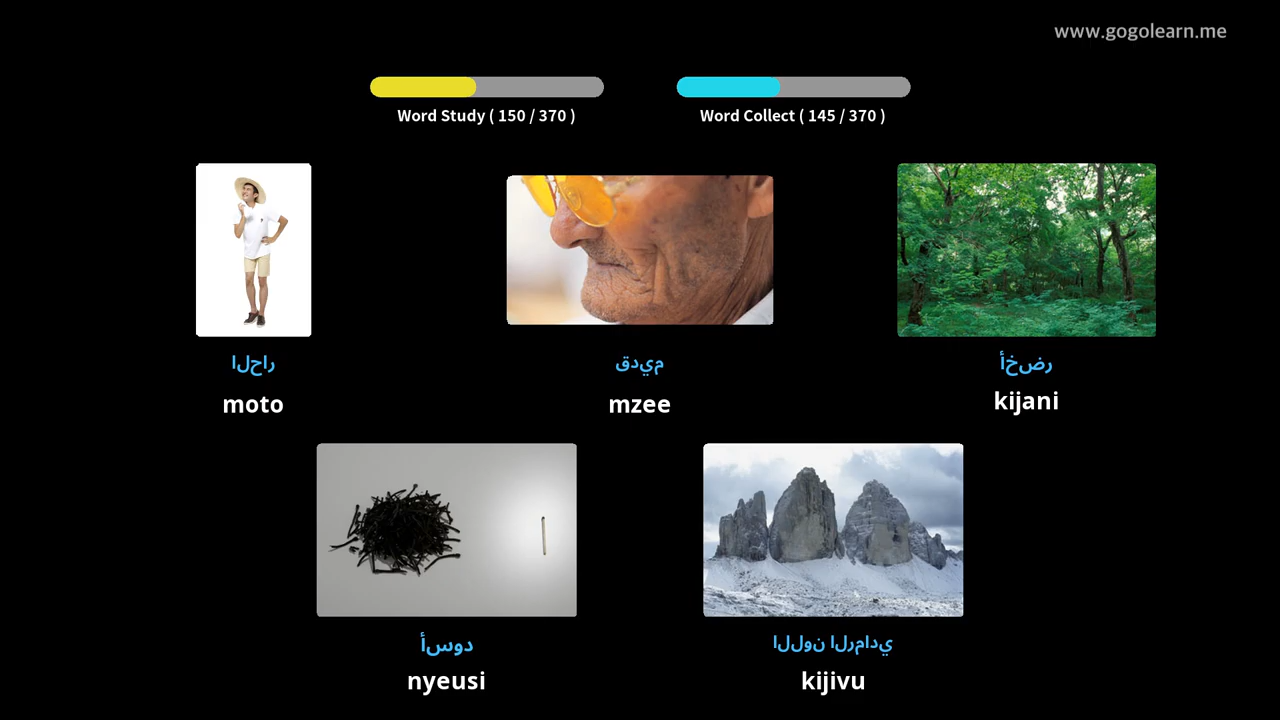 www.gogolearn.me
Word Study ( 150 / 370 )
Word Collect ( 145 / 370 )
الحار
قديم
أخضر
moto
mzee
kijani
أسود
اللون الرمادي
nyeusi
kijivu